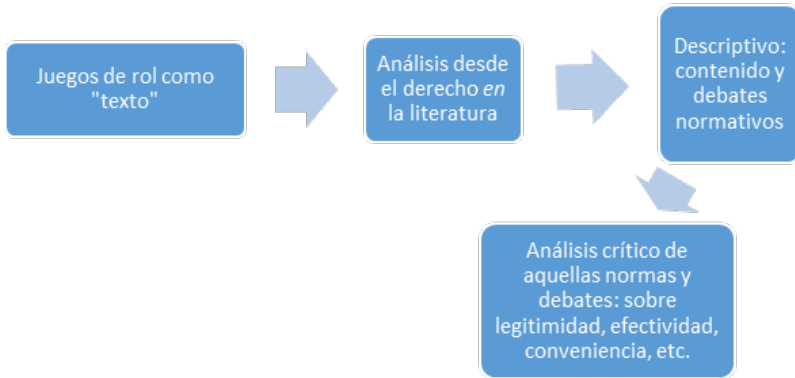 Juegos de rol como
"texto"
Análisis desde
el derecho en
la literatura
Descriptivo:
contenido y
debates
normativos
Análisis crítico de
aquellas normas y
debates: sobre
legitimidad, efectividad,
conveniencia, etc.